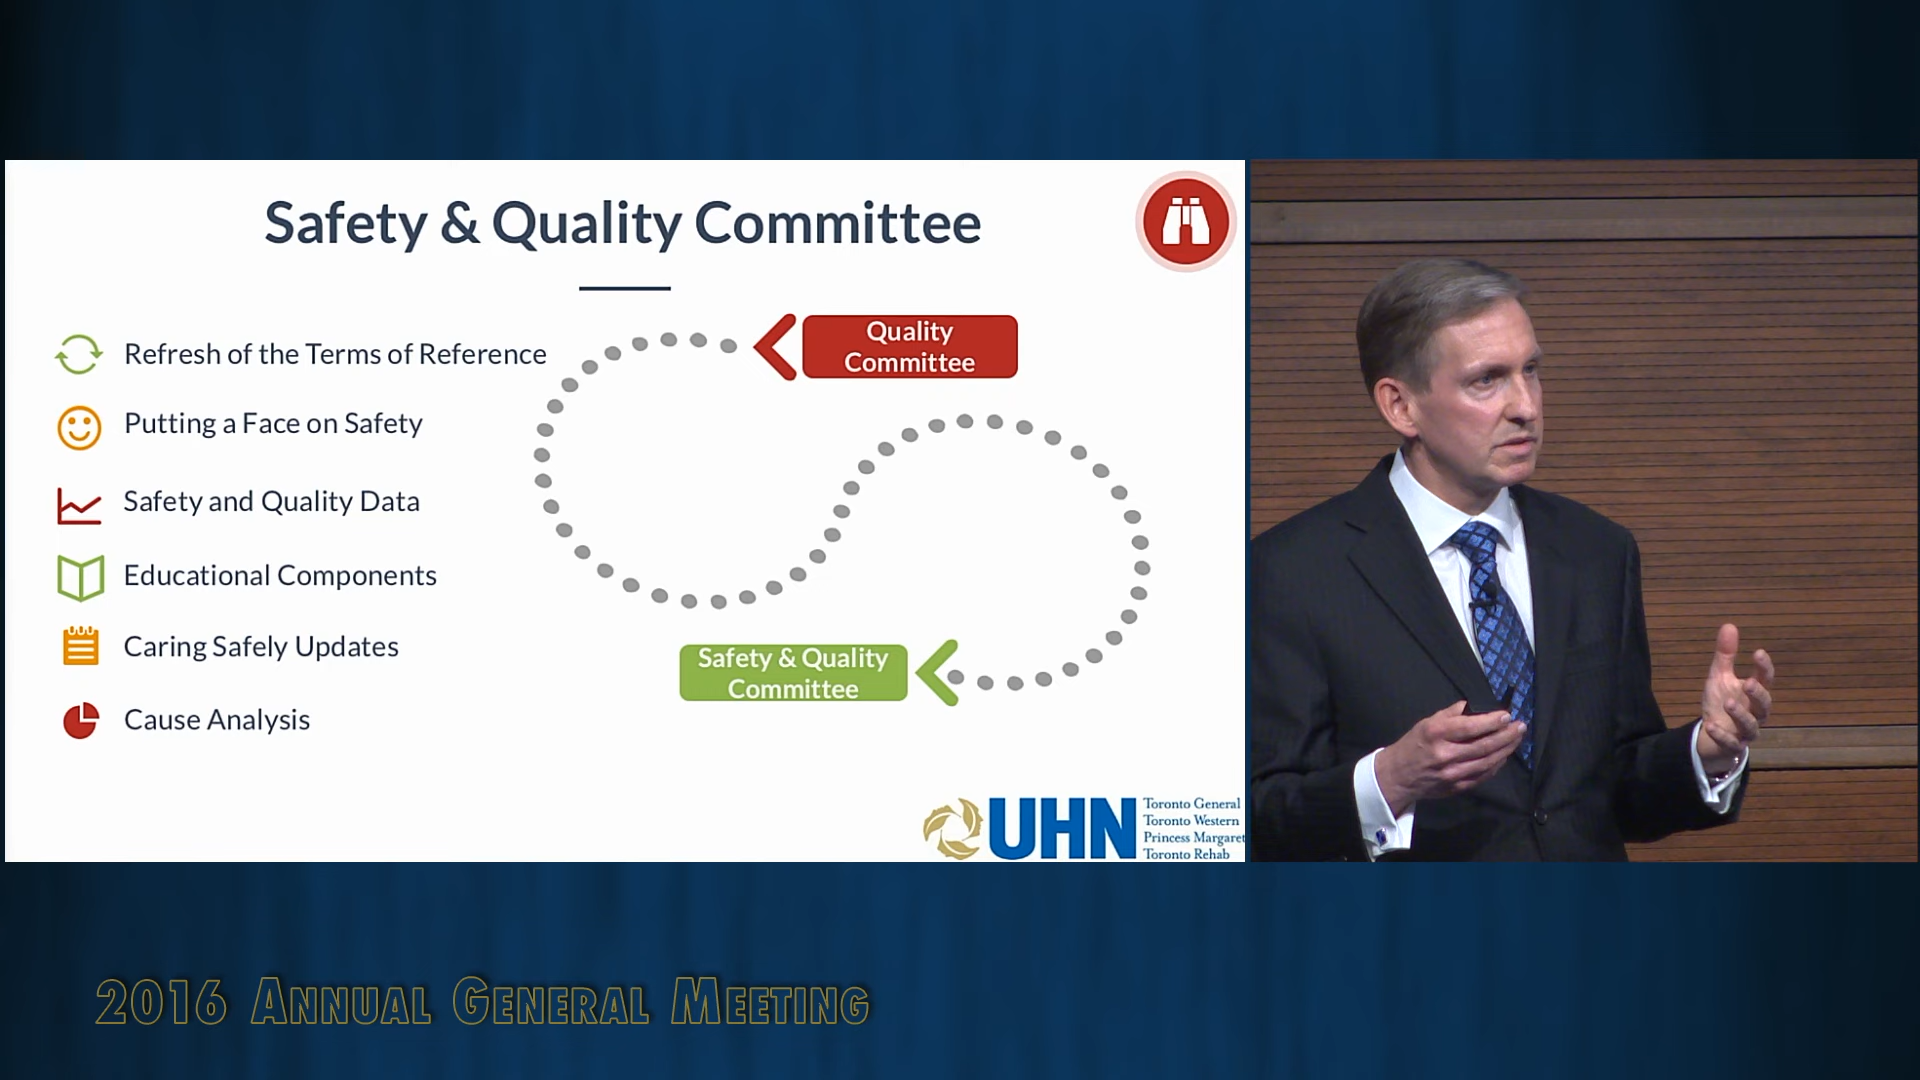 Safety & Quality Committee
Refresh of the Terms of Reference
Putting a Face on Safety
Safety and Quality Data
Educational Components
Caring Safely Updates
Cause Analysis
Quality
Committee
Safety & Quality
Committee
UHN
Toronto General
Toronto Western
Princess Margaret
Toronto Rehab
2016 ANNUAL GENERAL MEETING